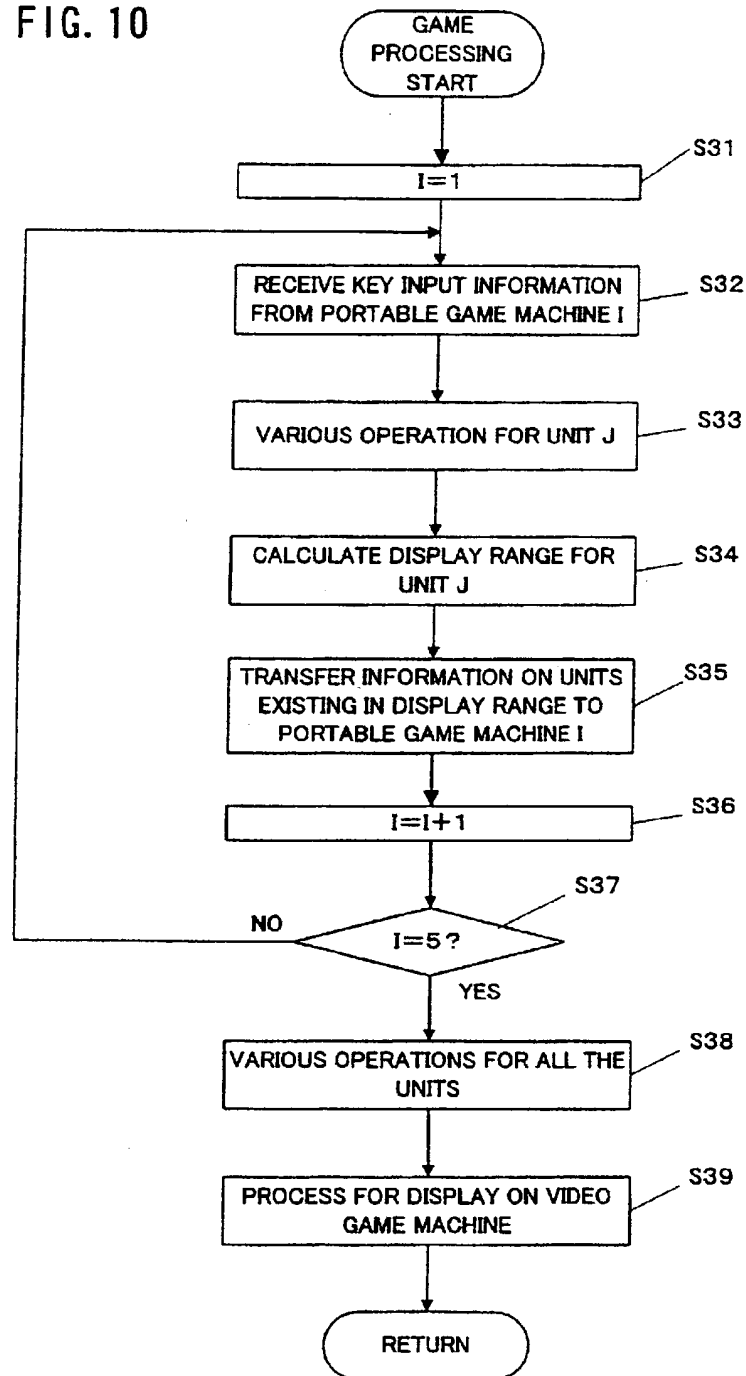 FIG. 10
GAME
PROCESSING
START
S31
I=1
S32
RECEIVE KEY INPUT INFORMATION
FROM PORTABLE GAME MACHINE I
S33
VARIOUS OPERATION FOR UNIT J
S34
CALCULATE DISPLAY RANGE FOR
UNIT J
S35
TRANSFER INFORMATION ON UNITS
EXISTING IN DISPLAY RANGE TO
PORTABLE GAME MACHINE I
S36
I=I+1
S37
NO
I=5?
YES
S38
VARIOUS OPERATIONS FOR ALL THE
UNITS
S39
PROCESS FOR DISPLAY ON VIDEO
GAME MACHINE
RETURN